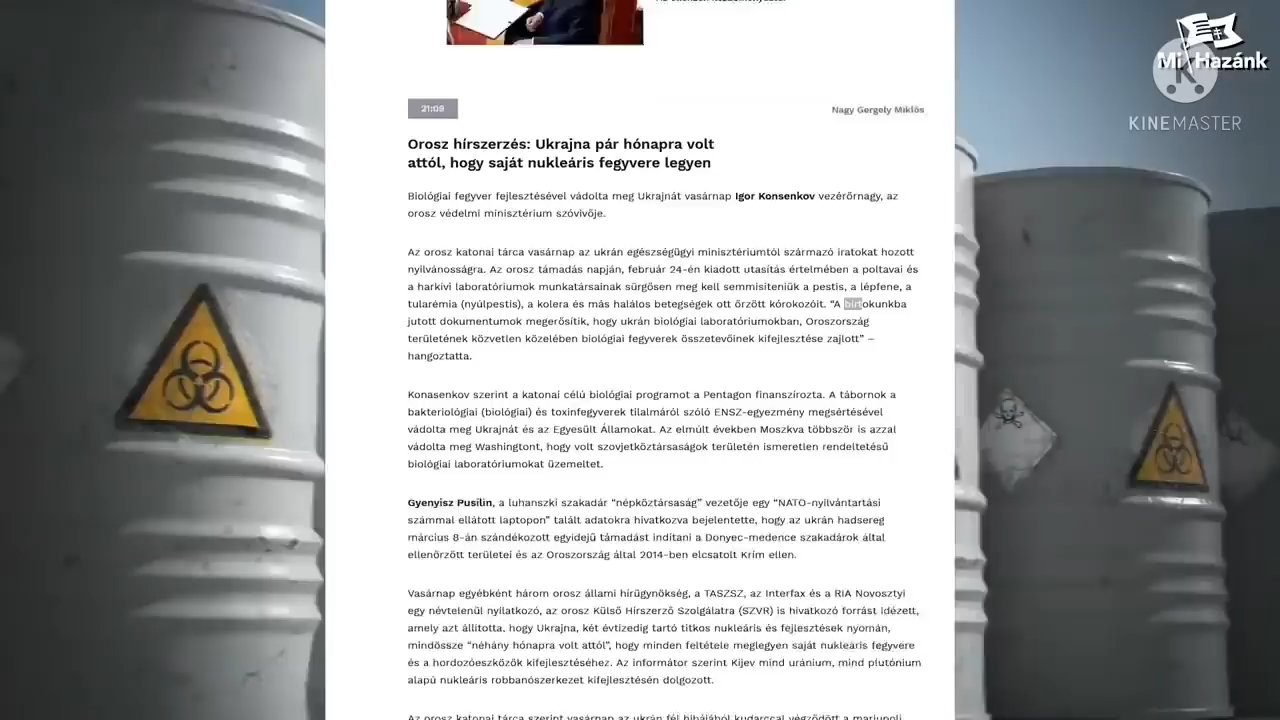 Mi Hazánk
KINEMASTER
21:09
Nagy Gergely Miklós
Orosz hírszerzés: Ukrajna pár hónapra volt
attól, hogy saját nukleáris fegyvere legyen
Biológiai fegyver fejlesztésével vádolta meg Ukrajnát vasárnap Igor Konsenkov vezérőrnagy, az
orosz védelmi minisztérium szóvivője.
Az orosz katonai tárca vasárnap az ukrán egészségügyi minisztériumtól származó iratokat hozott
nyilvánosságra. Az orosz támadás napján, február 24-én kiadott utasítás értelmében a poltavai és
a harkivi laboratóriumok munkatársainak sürgősen meg kell semmisíteniük a pestis, a lépfene, a
tularémia (nyúlpestis), a kolera és más halálos betegségek ott őrzött kórokozóit. “A birtokunkba
jutott dokumentumok megerősítik, hogy ukrán biológiai laboratóriumokban, Oroszország
területének közvetlen közelében biológiai fegyverek összetevőinek kifejlesztése zajlott” –
hangoztatta.
Konasenkov szerint a katonai célú biológiai programot a Pentagon finanszírozta. A tábornok a
bakteriológiai (biológiai) és toxinfegyverek tilalmáról szóló ENSZ-egyezmény megsértésével
vádolta meg Ukrajnát és az Egyesült Államokat. Az elmúlt években Moszkva többször is azzal
vádolta meg Washingtont, hogy volt szovjetköztársaságok területén ismeretlen rendeltetésű
biológiai laboratóriumokat üzemeltet.
Gyenyisz Pusilin, a luhanszki szakadár “népköztársaság” vezetője egy “NATO-nyilvántartási
számmal ellátott laptopon” talált adatokra hivatkozva bejelentette, hogy az ukrán hadsereg
március 8-án szándékozott egyidejű támadást indítani a Donyec-medence szakadárok által
ellenőrzött területei és az Oroszország által 2014-ben elcsatolt Krím ellen.
Vasárnap egyébként három orosz állami hírügynökség, a TASZSZ, az Interfax és a RIA Novosztyi
egy névtelenül nyilatkozó, az orosz Külső Hírszerző Szolgálatra (SZVR) is hivatkozó forrást idézett,
amely azt állította, hogy Ukrajna, két évtizedig tartó titkos nukleáris és fejlesztések nyomán,
mindössze “néhány hónapra volt attól”, hogy minden feltétele meglegyen saját nukleáris fegyvere
és a hordozóeszközök kifejlesztéséhez. Az informátor szerint Kijev mind uránium, mind plutónium
alapú nukleáris robbanószerkezet kifejlesztésén dolgozott.
Az orosz katonai tárca szerint vasárnap az ukrán fél hibájából kudarccal végződött a mariupoli